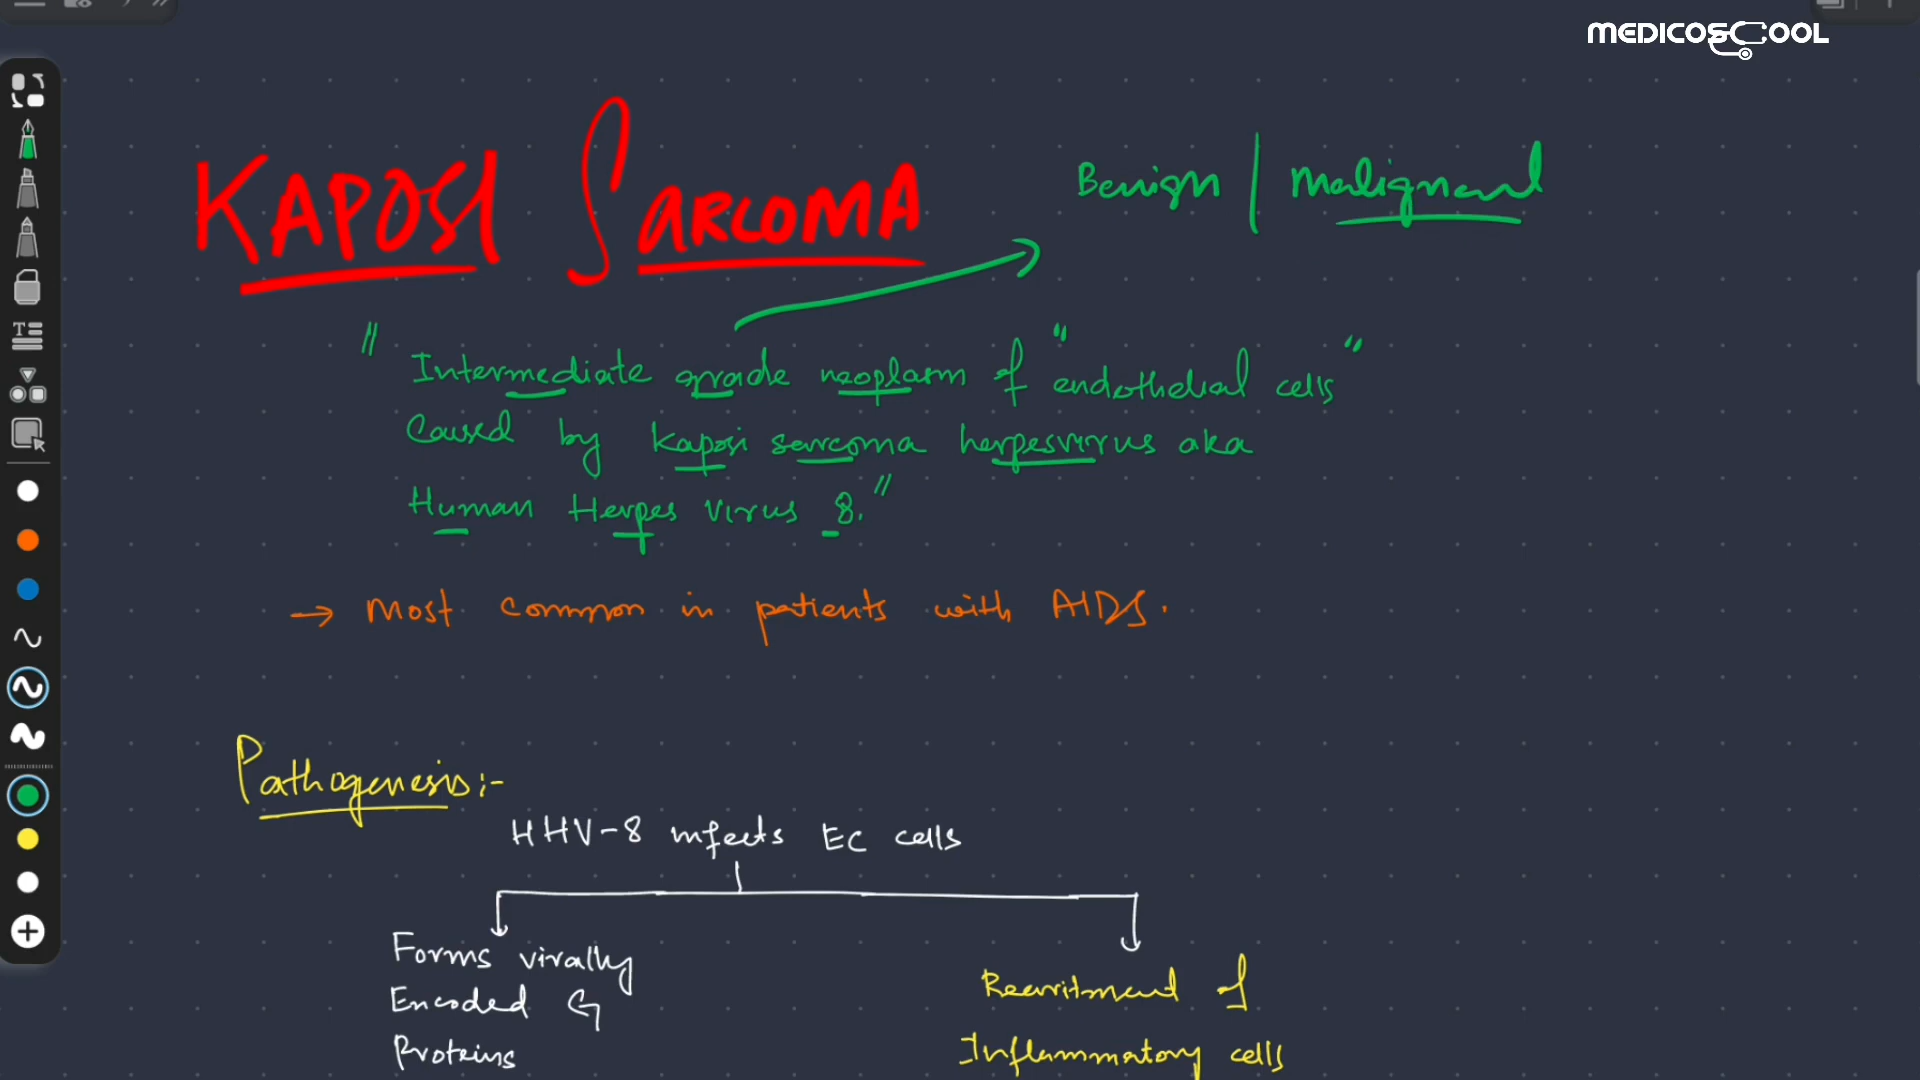 MEDICOSCOOL
KAPOSI SARCOMA
Benign | Malignant
" Intermediate grade neoplasm of "endothelial cells"
Caused by Kaposi sarcoma herpesvirus aka
Human Herpes virus 8."
→ Most common in patients with AIDS.
Pathogenesis:-
HHV-8 infects EC cells
Forms virally
Encoded G
Proteins
Recruitment of
Inflammatory cells